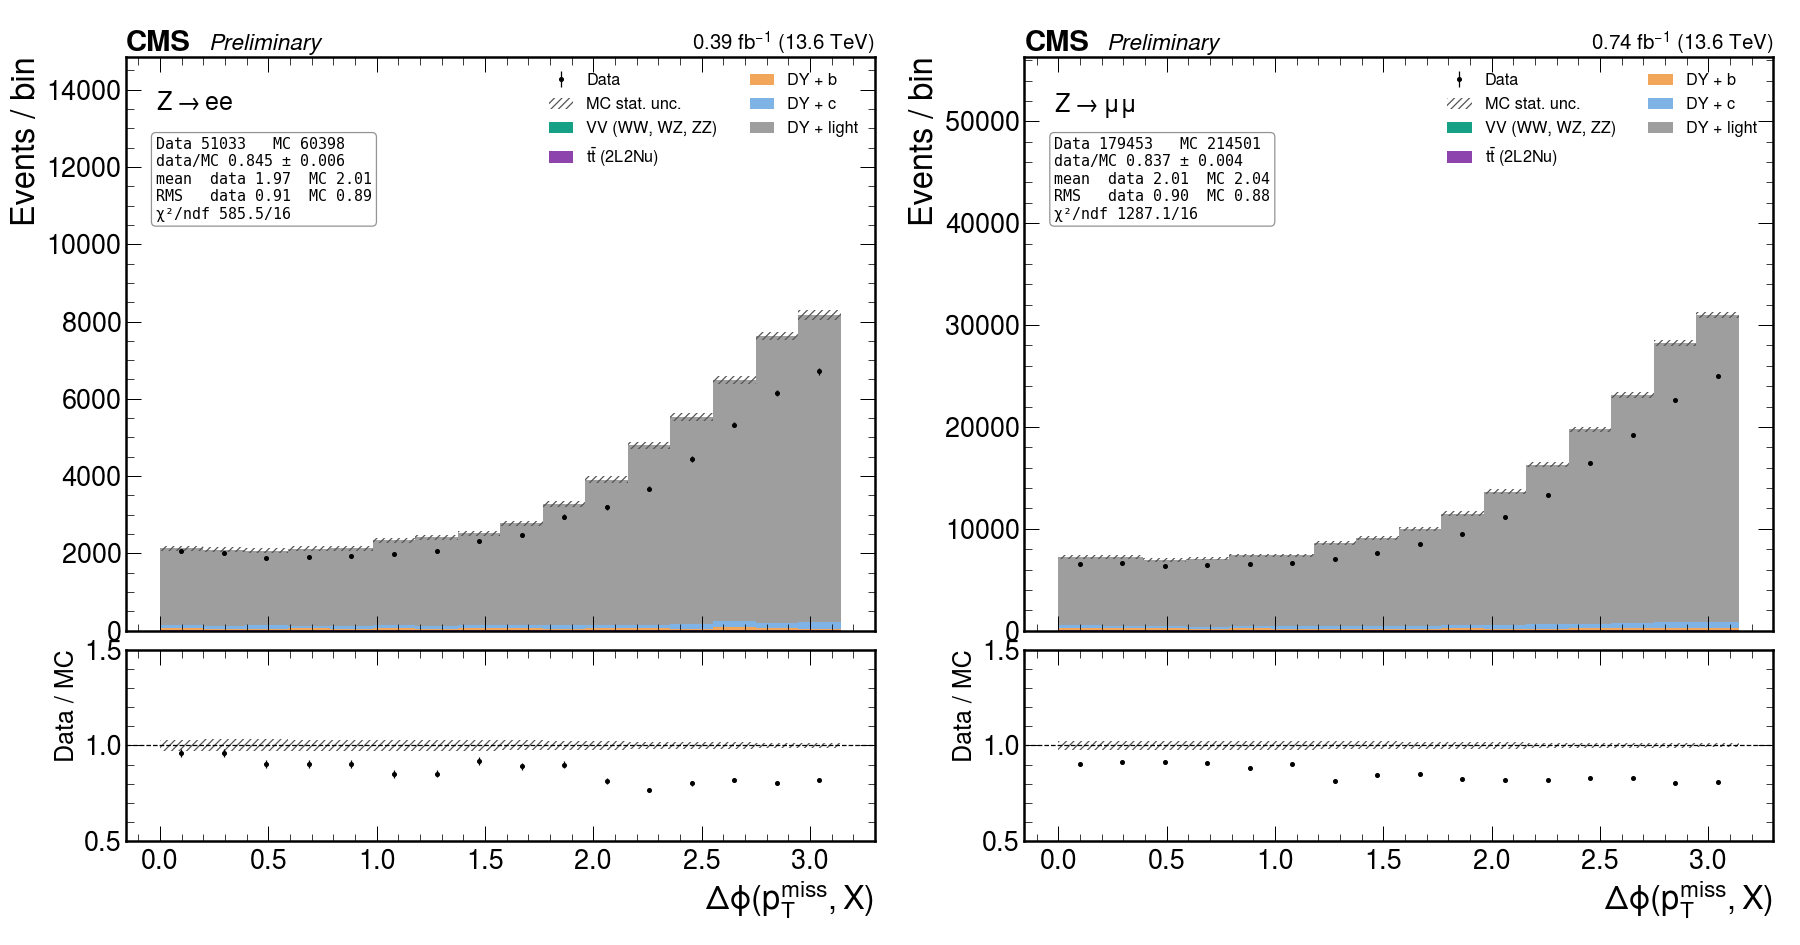 CMS Preliminary 0.39 fb⁻¹ (13.6 TeV)
Events / bin
14000
12000
10000
8000
6000
4000
2000
0
Z → ee
Data 51033   MC 60398
data/MC 0.845 ± 0.006
mean  data 1.97  MC 2.01
RMS   data 0.91  MC 0.89
χ²/ndf 585.5/16
Data
MC stat. unc.
VV (WW, WZ, ZZ)
tt̄ (2L2Nu)
DY + b
DY + c
DY + light
Data / MC
1.5
1.0
0.5
0.0 0.5 1.0 1.5 2.0 2.5 3.0
Δϕ(p_T^miss, X)
CMS Preliminary 0.74 fb⁻¹ (13.6 TeV)
Events / bin
50000
40000
30000
20000
10000
0
Z → μμ
Data 179453   MC 214501
data/MC 0.837 ± 0.004
mean  data 2.01  MC 2.04
RMS   data 0.90  MC 0.88
χ²/ndf 1287.1/16
Data
MC stat. unc.
VV (WW, WZ, ZZ)
tt̄ (2L2Nu)
DY + b
DY + c
DY + light
Data / MC
1.5
1.0
0.5
0.0 0.5 1.0 1.5 2.0 2.5 3.0
Δϕ(p_T^miss, X)